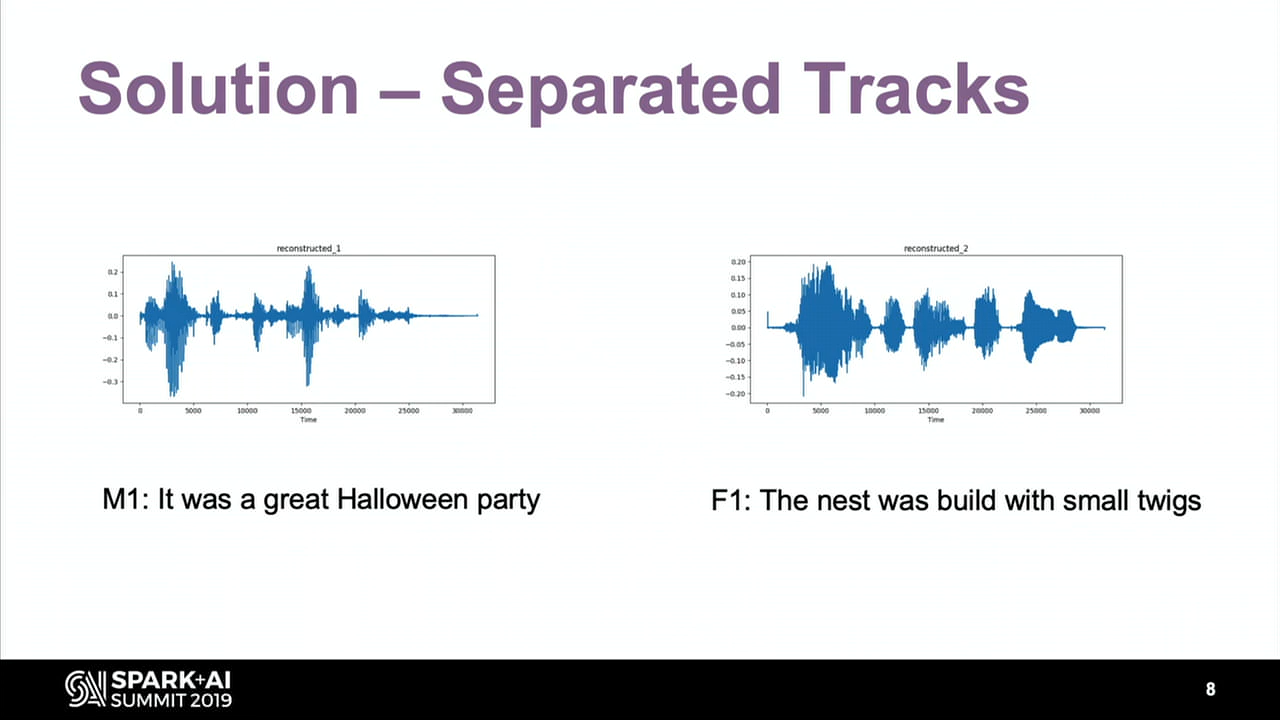 Solution – Separated Tracks
reconstructed_1
0.2
0.1
0.0
−0.1
−0.2
−0.3
0 5000 10000 15000 20000 25000 30000
Time
reconstructed_2
0.20
0.15
0.10
0.05
0.00
−0.05
−0.10
−0.15
−0.20
0 5000 10000 15000 20000 25000 30000
Time
M1: It was a great Halloween party
F1: The nest was build with small twigs
SPARK+AI
SUMMIT 2019
8